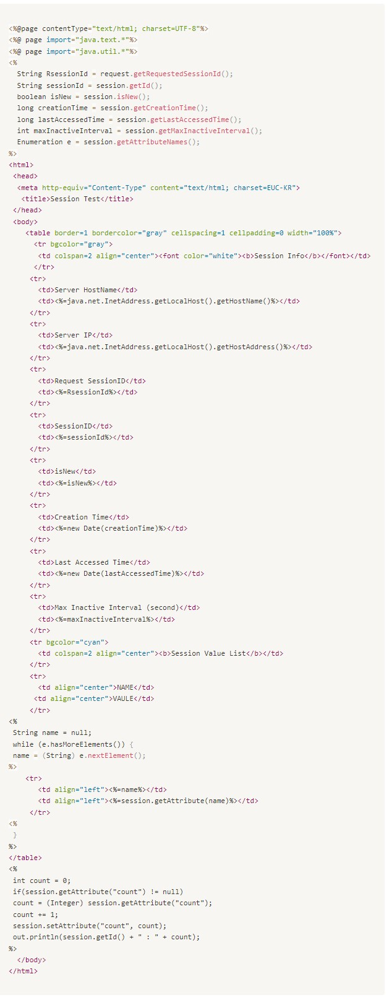 <%@page contentType="text/html; charset=UTF-8"%>
<%@ page import="java.text.*"%>
<%@ page import="java.util.*"%>
<%
  String RsessionId = request.getRequestedSessionId();
  String sessionId = session.getId();
  boolean isNew = session.isNew();
  long creationTime = session.getCreationTime();
  long lastAccessedTime = session.getLastAccessedTime();
  int maxInactiveInterval = session.getMaxInactiveInterval();
  Enumeration e = session.getAttributeNames();
%>
<html>
 <head>
  <meta http-equiv="Content-Type" content="text/html; charset=EUC-KR">
   <title>Session Test</title>
 </head>
 <body>
    <table border=1 bordercolor="gray" cellspacing=1 cellpadding=0 width="100%">
      <tr bgcolor="gray">
       <td colspan=2 align="center"><font color="white"><b>Session Info</b></font></td>
      </tr>
     <tr>
       <td>Server HostName</td>
       <td><%=java.net.InetAddress.getLocalHost().getHostName()%></td>
     </tr>
     <tr>
       <td>Server IP</td>
       <td><%=java.net.InetAddress.getLocalHost().getHostAddress()%></td>
     </tr>
     <tr>
       <td>Request SessionID</td>
       <td><%=RsessionId%></td>
     </tr>
     <tr>
       <td>SessionID</td>
       <td><%=sessionId%></td>
     </tr>
     <tr>
       <td>isNew</td>
       <td><%=isNew%></td>
     </tr>
     <tr>
       <td>Creation Time</td>
       <td><%=new Date(creationTime)%></td>
     </tr>
     <tr>
       <td>Last Accessed Time</td>
       <td><%=new Date(lastAccessedTime)%></td>
     </tr>
     <tr>
       <td>Max Inactive Interval (second)</td>
       <td><%=maxInactiveInterval%></td>
     </tr>
     <tr bgcolor="cyan">
       <td colspan=2 align="center"><b>Session Value List</b></td>
     </tr>
     <tr>
       <td align="center">NAME</td>
      <td align="center">VAULE</td>
     </tr>
<%
 String name = null;
 while (e.hasMoreElements()) {
 name = (String) e.nextElement();
%>
    <tr>
       <td align="left"><%=name%></td>
       <td align="left"><%=session.getAttribute(name)%></td>
     </tr>
<%
 }
%>
</table>
<%
 int count = 0;
 if(session.getAttribute("count") != null)
 count = (Integer) session.getAttribute("count");
 count += 1;
 session.setAttribute("count", count);
 out.println(session.getId() + " : " + count);
%>
  </body>
</html>